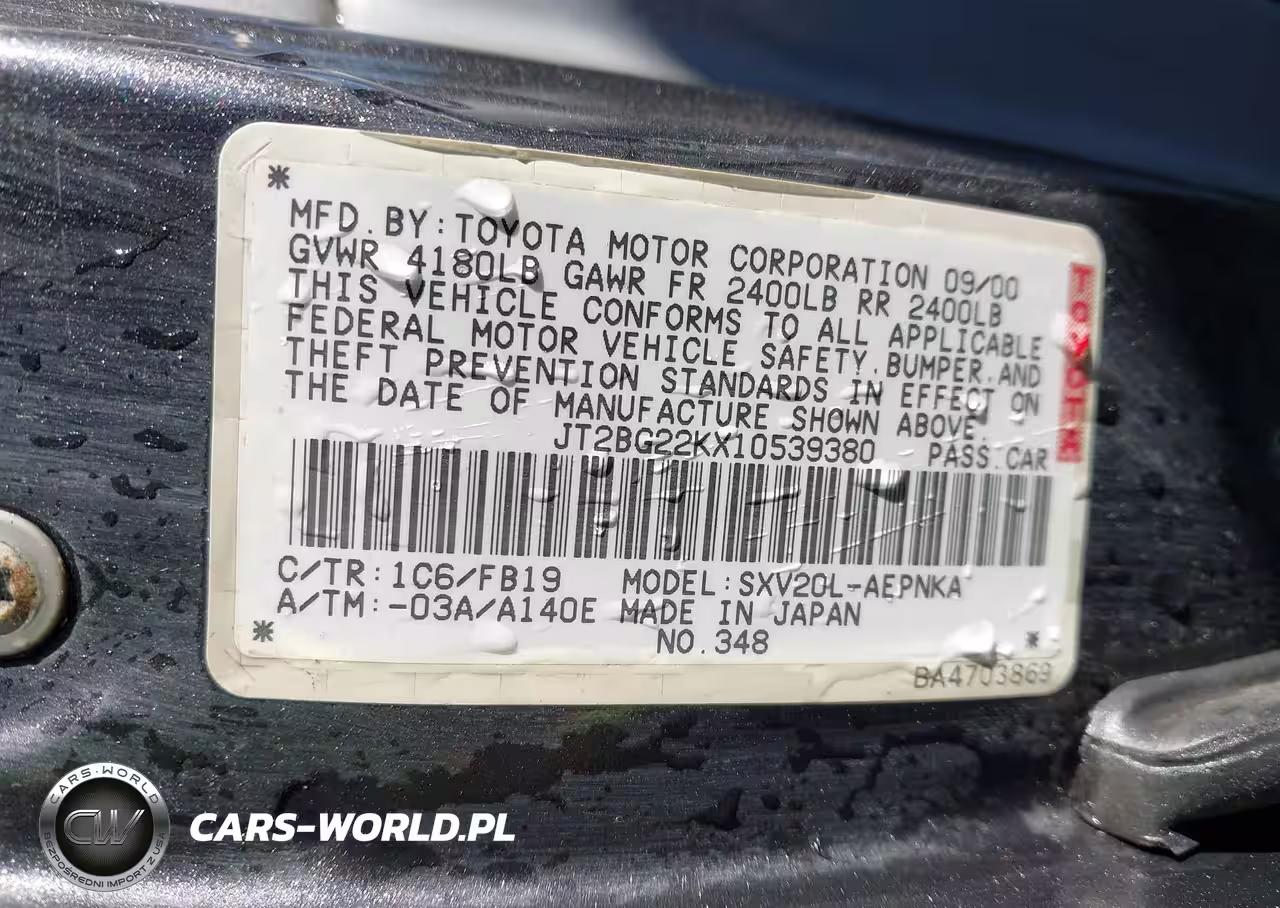 MFD. BY: TOYOTA MOTOR CORPORATION 09/00
GVWR 4180LB GAWR FR 2400LB RR 2400LB
THIS VEHICLE CONFORMS TO ALL APPLICABLE
FEDERAL MOTOR VEHICLE SAFETY, BUMPER, AND
THEFT PREVENTION STANDARDS IN EFFECT ON
THE DATE OF MANUFACTURE SHOWN ABOVE.
JT2BG22KX10539380 PASS. CAR
TOYOTA
C/TR: 1C6/FB19 MODEL: SXV20L-AEPNKA
A/TM: -03A/A140E MADE IN JAPAN
NO. 348
BA4703869
CARS-WORLD
CW
BEZPOŚREDNI IMPORT Z USA
CARS-WORLD.PL